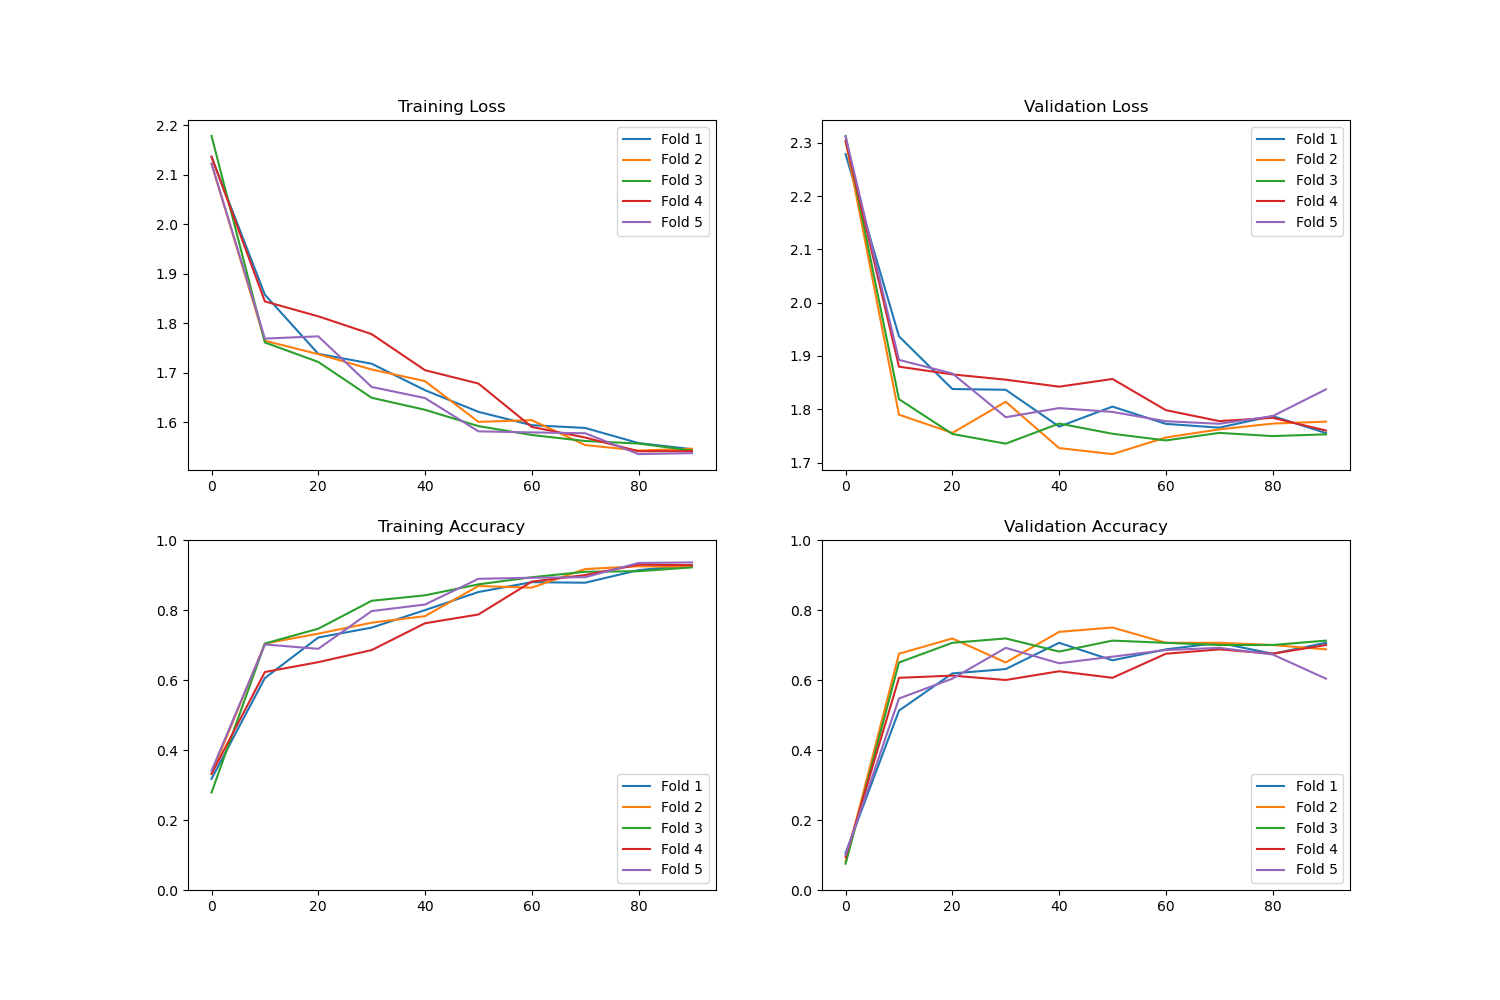 Training Loss
2.2
2.1
2.0
1.9
1.8
1.7
1.6
0 20 40 60 80
Fold 1
Fold 2
Fold 3
Fold 4
Fold 5
Validation Loss
2.3
2.2
2.1
2.0
1.9
1.8
1.7
0 20 40 60 80
Fold 1
Fold 2
Fold 3
Fold 4
Fold 5
Training Accuracy
1.0
0.8
0.6
0.4
0.2
0.0
0 20 40 60 80
Fold 1
Fold 2
Fold 3
Fold 4
Fold 5
Validation Accuracy
1.0
0.8
0.6
0.4
0.2
0.0
0 20 40 60 80
Fold 1
Fold 2
Fold 3
Fold 4
Fold 5